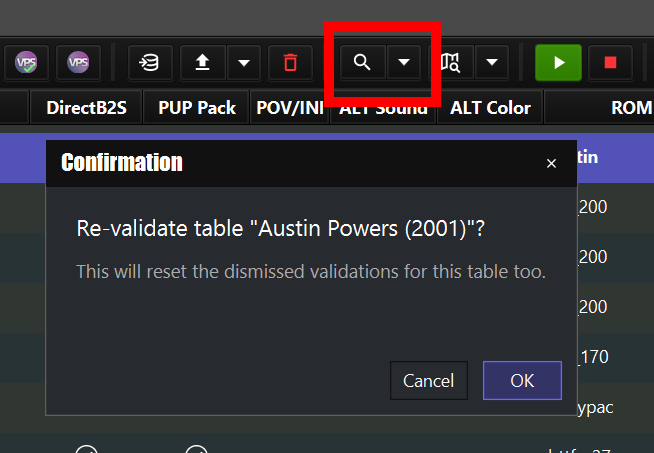 VPS VPS
DirectB2S PUP Pack POV/INI ALT Sound ALT Color ROM
Confirmation
tin
Re-validate table "Austin Powers (2001)"?
_200
This will reset the dismissed validations for this table too.
_200
_200
_170
Cancel OK
ypac